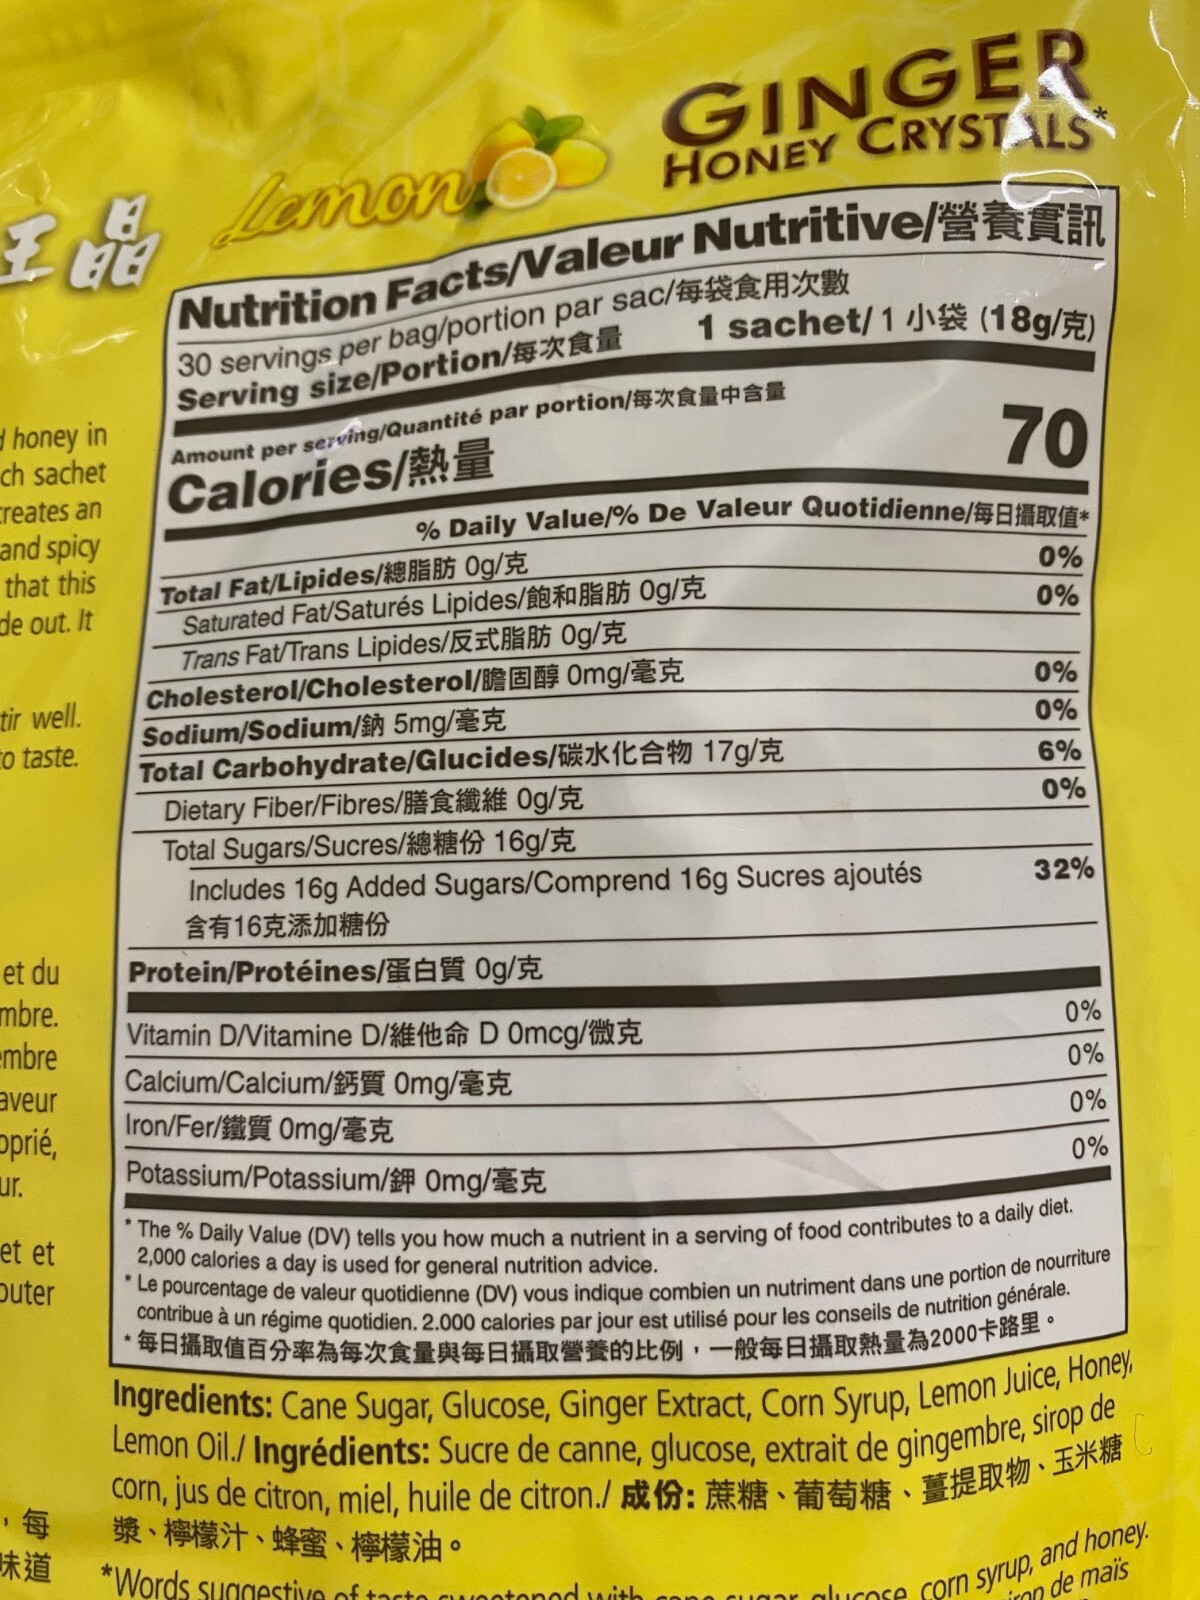 GINGER
HONEY CRYSTALS*
Lemon
王晶
Nutrition Facts/Valeur Nutritive/營養資訊
30 servings per bag/portion par sac/每袋食用次數
Serving size/Portion/每次食量 1 sachet/1 小袋 (18g/克)
Amount per serving/Quantité par portion/每次食量中含量
Calories/熱量 70
% Daily Value/% De Valeur Quotidienne/每日攝取值*
Total Fat/Lipides/總脂肪 0g/克 0%
Saturated Fat/Saturés Lipides/飽和脂肪 0g/克 0%
Trans Fat/Trans Lipides/反式脂肪 0g/克
Cholesterol/Cholesterol/膽固醇 0mg/毫克 0%
Sodium/Sodium/鈉 5mg/毫克 0%
Total Carbohydrate/Glucides/碳水化合物 17g/克 6%
Dietary Fiber/Fibres/膳食纖維 0g/克 0%
Total Sugars/Sucres/總糖份 16g/克
Includes 16g Added Sugars/Comprend 16g Sucres ajoutés 32%
含有16克添加糖份
Protein/Protéines/蛋白質 0g/克
Vitamin D/Vitamine D/維他命 D 0mcg/微克 0%
Calcium/Calcium/鈣質 0mg/毫克 0%
Iron/Fer/鐵質 0mg/毫克 0%
Potassium/Potassium/鉀 0mg/毫克 0%
* The % Daily Value (DV) tells you how much a nutrient in a serving of food contributes to a daily diet.
2,000 calories a day is used for general nutrition advice.
* Le pourcentage de valeur quotidienne (DV) vous indique combien un nutriment dans une portion de nourriture
contribue à un régime quotidien. 2.000 calories par jour est utilisé pour les conseils de nutrition générale.
* 每日攝取值百分率為每次食量與每日攝取營養的比例，一般每日攝取熱量為2000卡路里。
Ingredients: Cane Sugar, Glucose, Ginger Extract, Corn Syrup, Lemon Juice, Honey,
Lemon Oil./ Ingrédients: Sucre de canne, glucose, extrait de gingembre, sirop de
corn, jus de citron, miel, huile de citron./ 成份: 蔗糖、葡萄糖、薑提取物、玉米糖
漿、檸檬汁、蜂蜜、檸檬油。
*Words suggestive of taste sweetened with cane sugar, glucose, corn syrup, and honey.
de maïs
honey in
ch sachet
creates an
and spicy
that this
de out. It
tir well.
to taste.
et du
mbre.
embre
aveur
oprié,
ur.
et et
outer
，每
味道